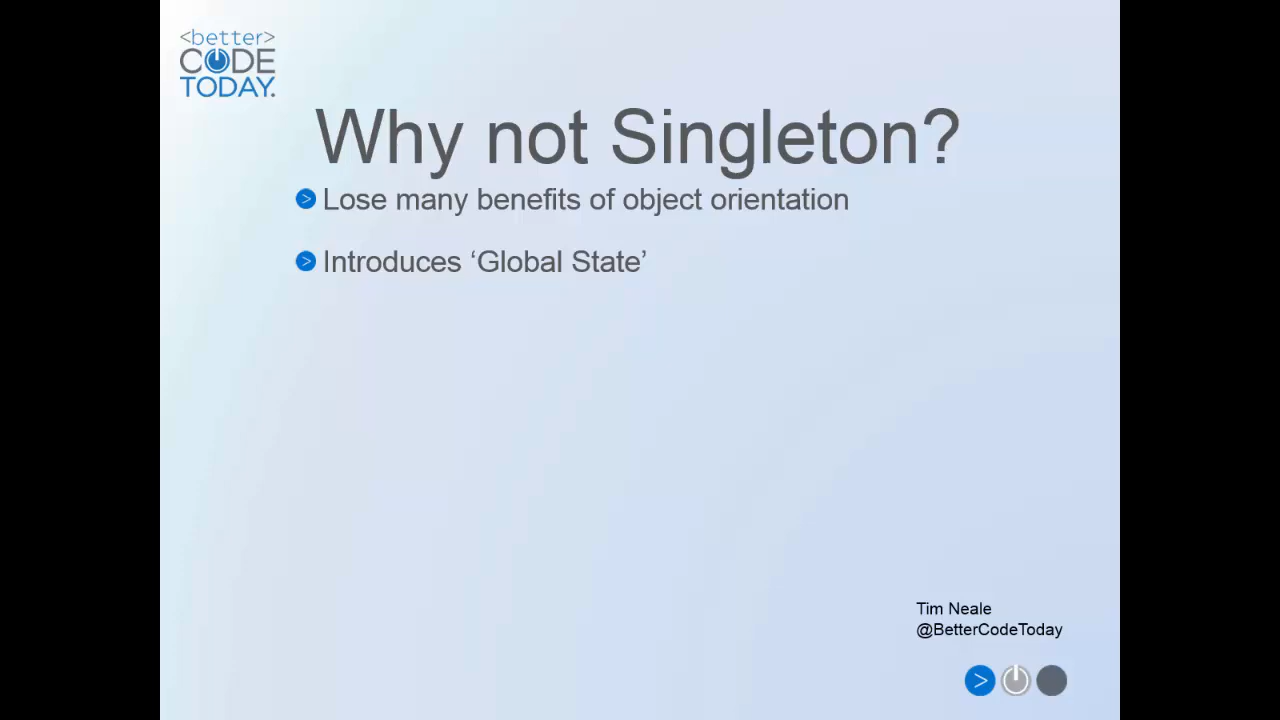 <better>
CODE
TODAY.
Why not Singleton?
Lose many benefits of object orientation
Introduces ‘Global State’
Tim Neale
@BetterCodeToday